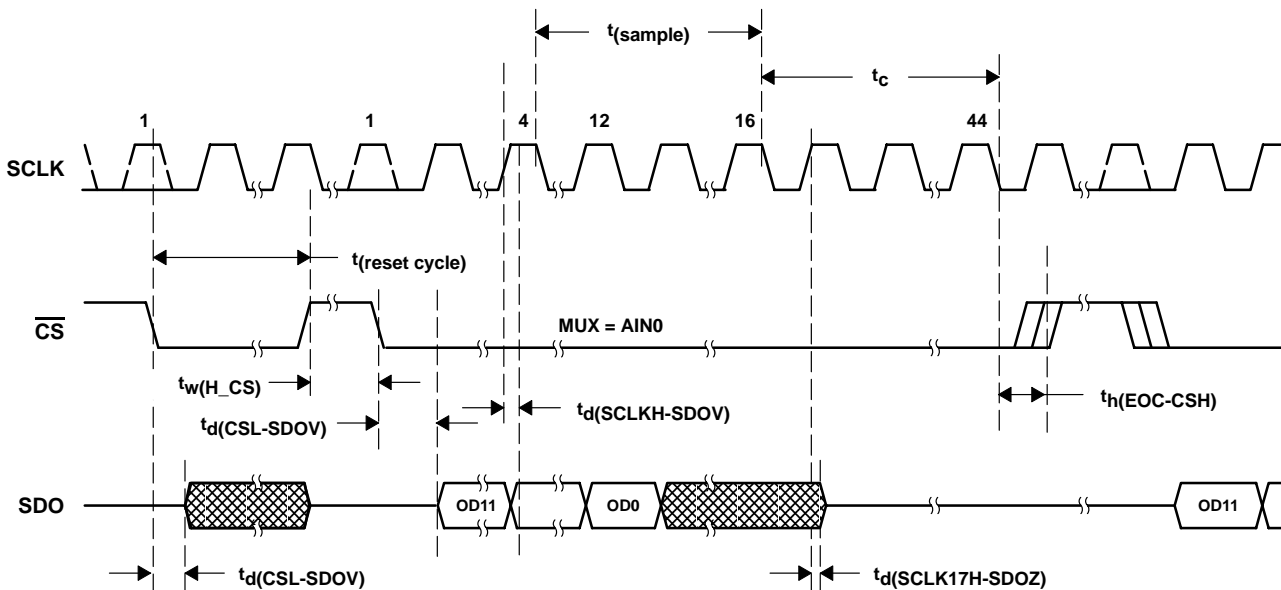 t(sample)
tc
1 1 4 12 16 44
SCLK
t(reset cycle)
CS
MUX = AIN0
tw(H_CS)
td(SCLKH-SDOV)
th(EOC-CSH)
td(CSL-SDOV)
SDO
OD11 OD0 OD11
td(CSL-SDOV)
td(SCLK17H-SDOZ)